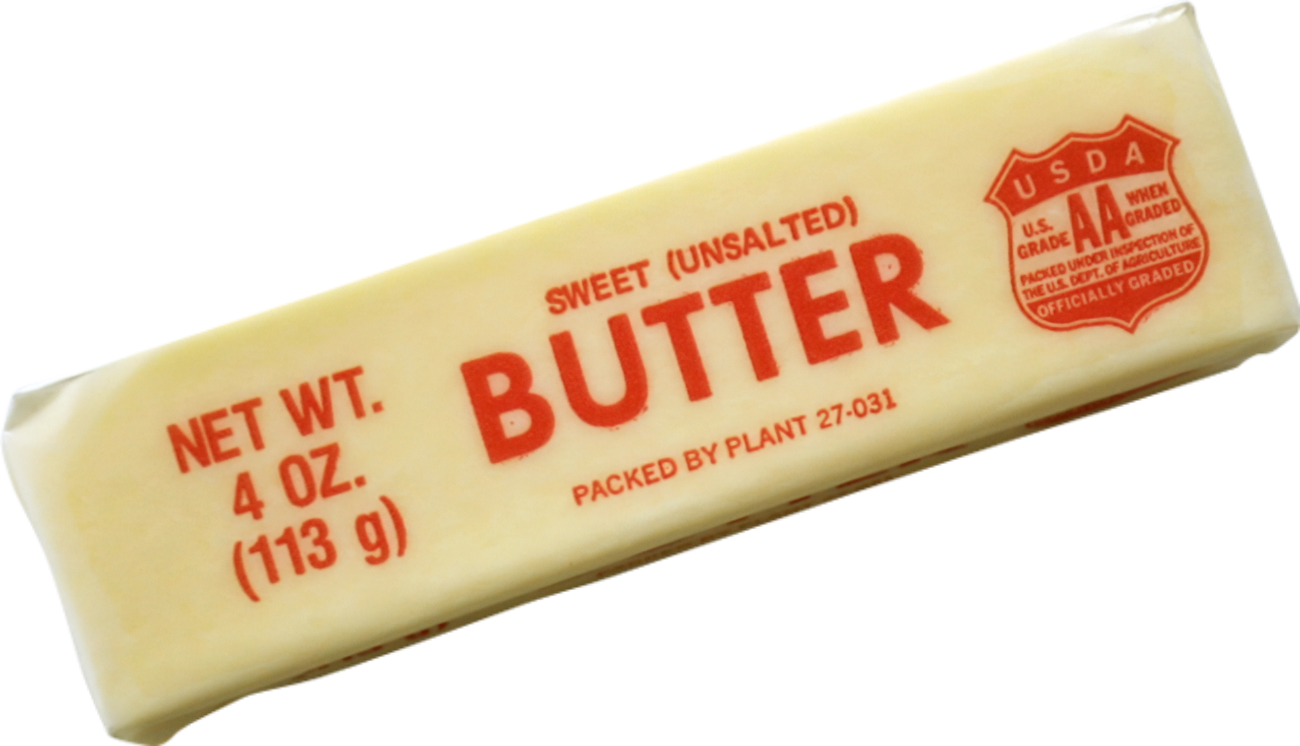 NET WT.
4 OZ.
(113 g)
SWEET (UNSALTED)
BUTTER
PACKED BY PLANT 27-031
USDA
U.S.
GRADE
AA
WHEN
GRADED
PACKED UNDER INSPECTION OF
THE U.S. DEPT. OF AGRICULTURE
OFFICIALLY GRADED